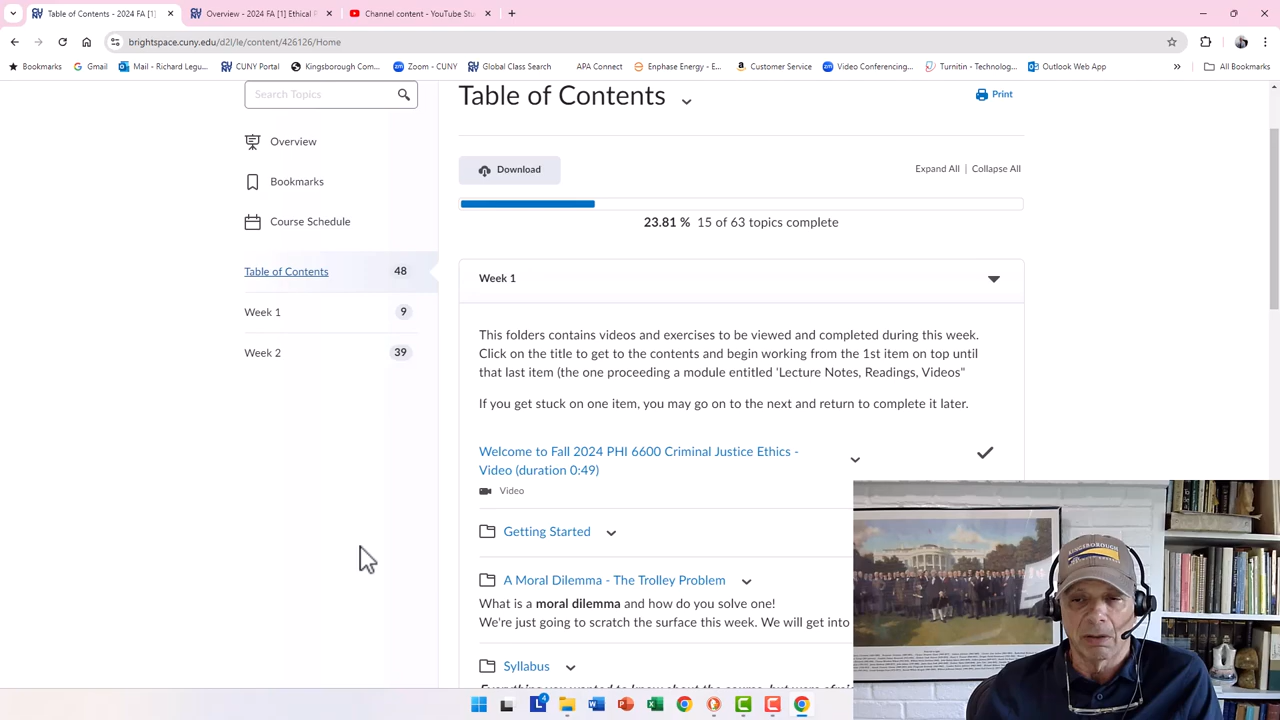 Table of Contents - 2024 FA [1]
Overview - 2024 FA [1] Ethical P
Channel content - YouTube Stu
brightspace.cuny.edu/d2l/le/content/426126/Home
Bookmarks
Gmail
Mail - Richard Legu...
CUNY Portal
Kingsborough Com...
Zoom - CUNY
Global Class Search
APA Connect
Enphase Energy - E...
Customer Service
Video Conferencing...
Turnitin - Technolog...
Outlook Web App
»
All Bookmarks
Search Topics
Overview
Bookmarks
Course Schedule
Table of Contents 48
Week 1 9
Week 2 39
Table of Contents
Print
Download
Expand All | Collapse All
23.81 % 15 of 63 topics complete
Week 1
This folders contains videos and exercises to be viewed and completed during this week.
Click on the title to get to the contents and begin working from the 1st item on top until
that last item (the one proceeding a module entitled ‘Lecture Notes, Readings, Videos"
If you get stuck on one item, you may go on to the next and return to complete it later.
Welcome to Fall 2024 PHI 6600 Criminal Justice Ethics -
Video (duration 0:49)
Video
Getting Started
A Moral Dilemma - The Trolley Problem
What is a moral dilemma and how do you solve one!
We're just going to scratch the surface this week. We will get into
Syllabus
KINGSBOROUGH